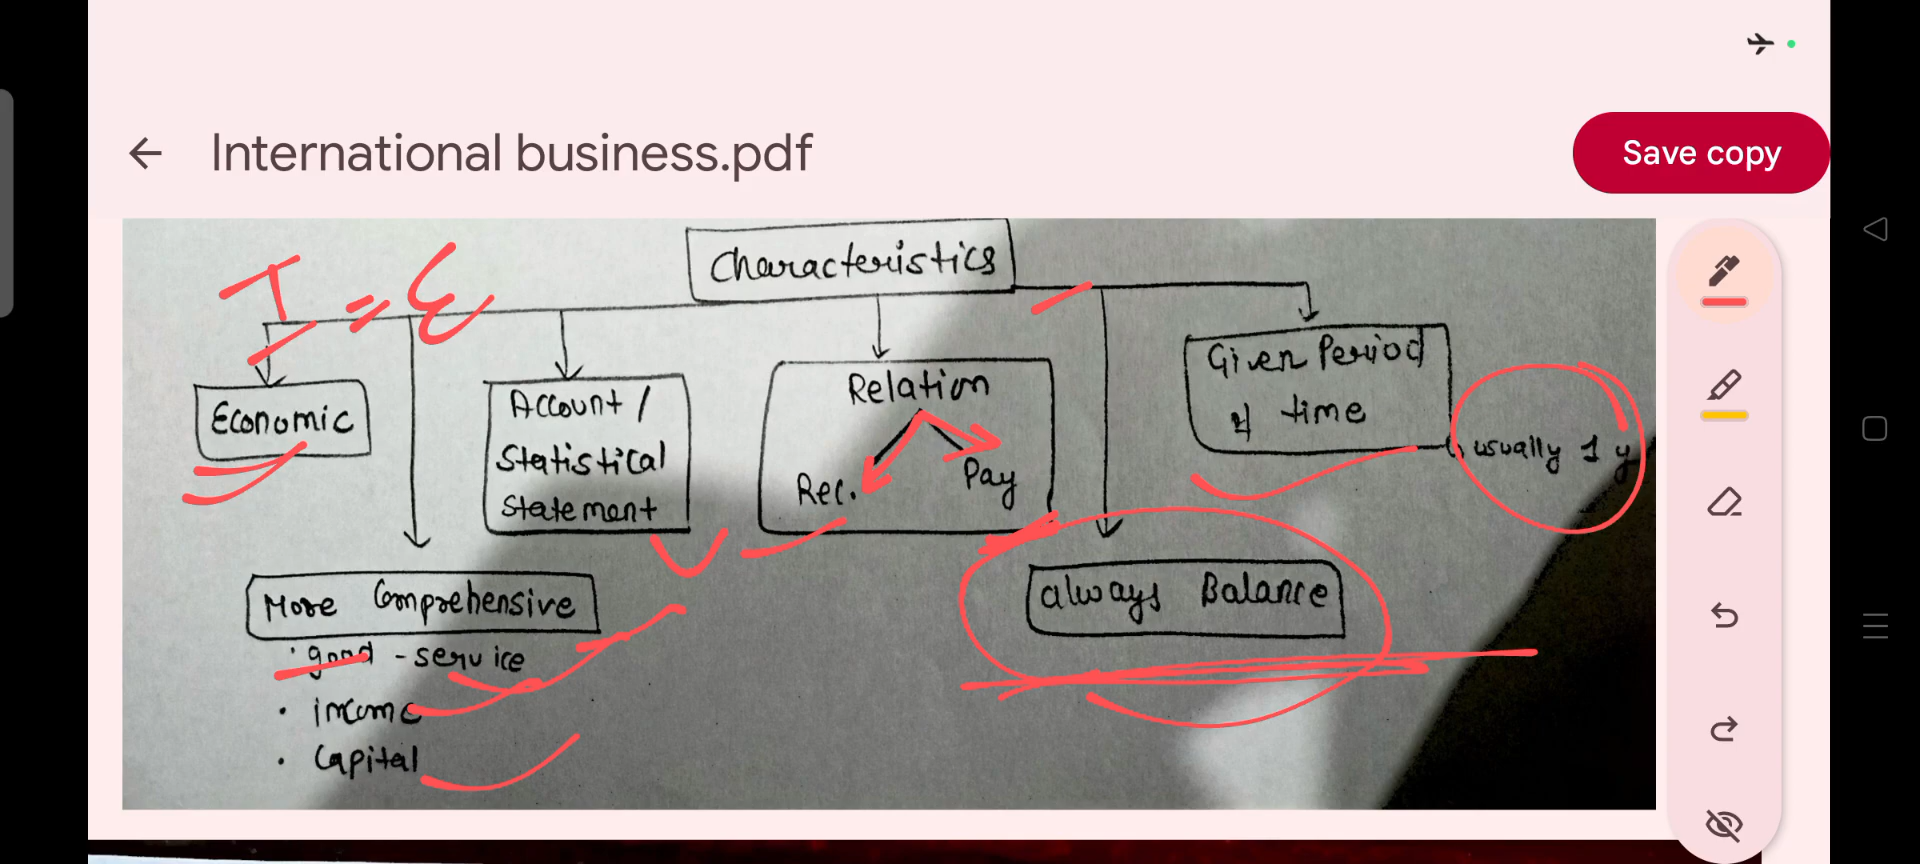 International business.pdf
Save copy
Characteristics
I = E
Economic
Account /
Statistical
Statement
Relation
Rec. Pay
Given Period
of time
usually 1 y
More Comprehensive
good - service
• income
• Capital
always Balance